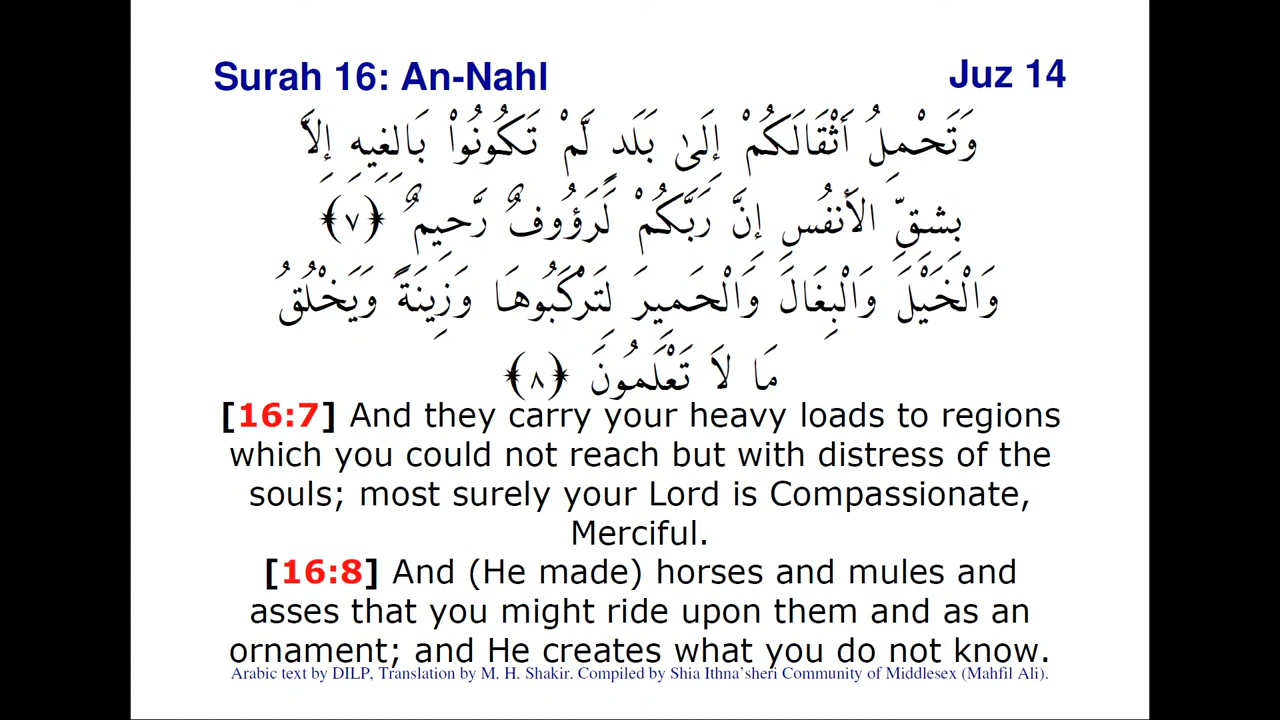 Surah 16: An-Nahl
Juz 14
وَتَحْمِلُ أَثْقَالَكُمْ إِلَىٰ بَلَدٍ لَّمْ تَكُونُواْ بَالِغِيهِ إِلاَّ
بِشِقِّ الأَنفُسِ إِنَّ رَبَّكُمْ لَرَؤُوفٌ رَّحِيمٌ ﴿٧﴾
وَالْخَيْلَ وَالْبِغَالَ وَالْحَمِيرَ لِتَرْكَبُوهَا وَزِينَةً وَيَخْلُقُ
مَا لاَ تَعْلَمُونَ ﴿٨﴾
[16:7] And they carry your heavy loads to regions
which you could not reach but with distress of the
souls; most surely your Lord is Compassionate,
Merciful.
[16:8] And (He made) horses and mules and
asses that you might ride upon them and as an
ornament; and He creates what you do not know.
Arabic text by DILP, Translation by M. H. Shakir. Compiled by Shia Ithna'sheri Community of Middlesex (Mahfil Ali).